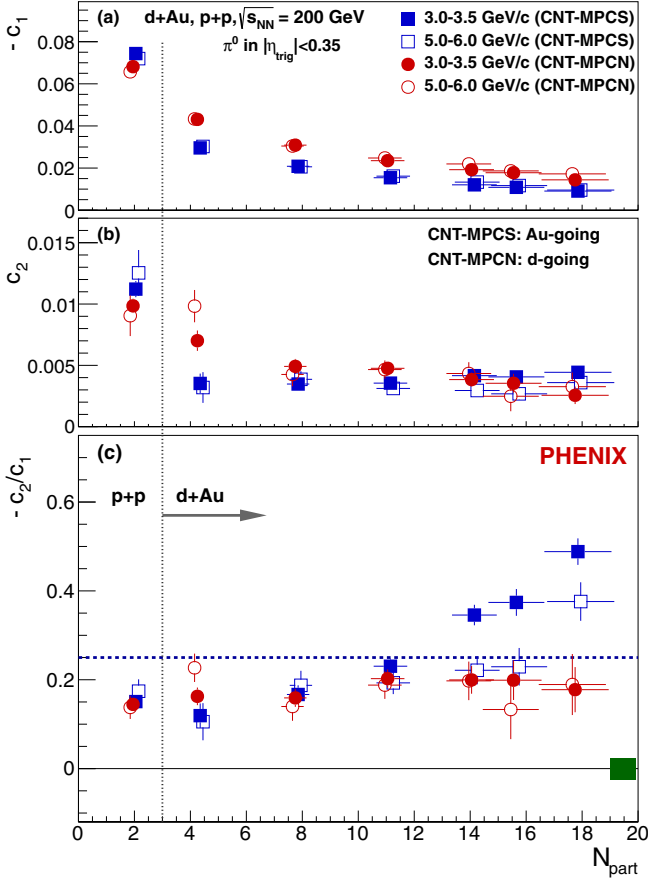 (a) d+Au, p+p, √s_NN = 200 GeV
π⁰ in |η_trig|<0.35
3.0-3.5 GeV/c (CNT-MPCS)
5.0-6.0 GeV/c (CNT-MPCS)
3.0-3.5 GeV/c (CNT-MPCN)
5.0-6.0 GeV/c (CNT-MPCN)
- c₁
0.08
0.06
0.04
0.02
0
(b)
CNT-MPCS: Au-going
CNT-MPCN: d-going
c₂
0.015
0.01
0.005
0
(c)
PHENIX
p+p
d+Au
- c₂/c₁
0.6
0.4
0.2
0
0 2 4 6 8 10 12 14 16 18 20
N_part